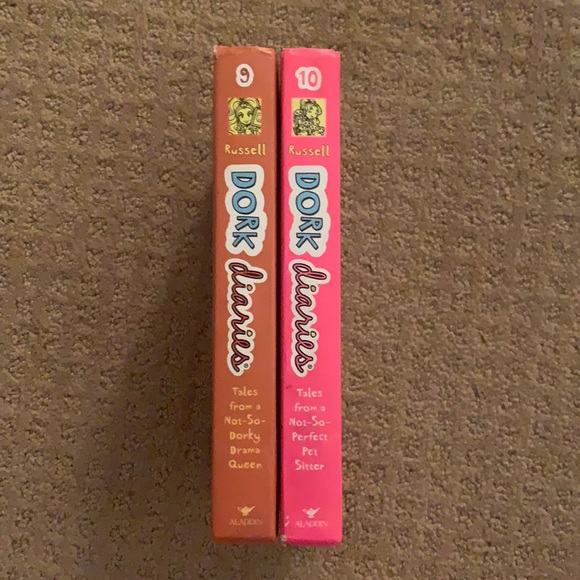 9
Russell
DORK
diaries®
Tales
from a
Not-So-
Dorky
Drama
Queen
ALADDIN
10
Russell
DORK
diaries®
Tales
from a
Not-So-
Perfect
Pet
Sitter
ALADDIN